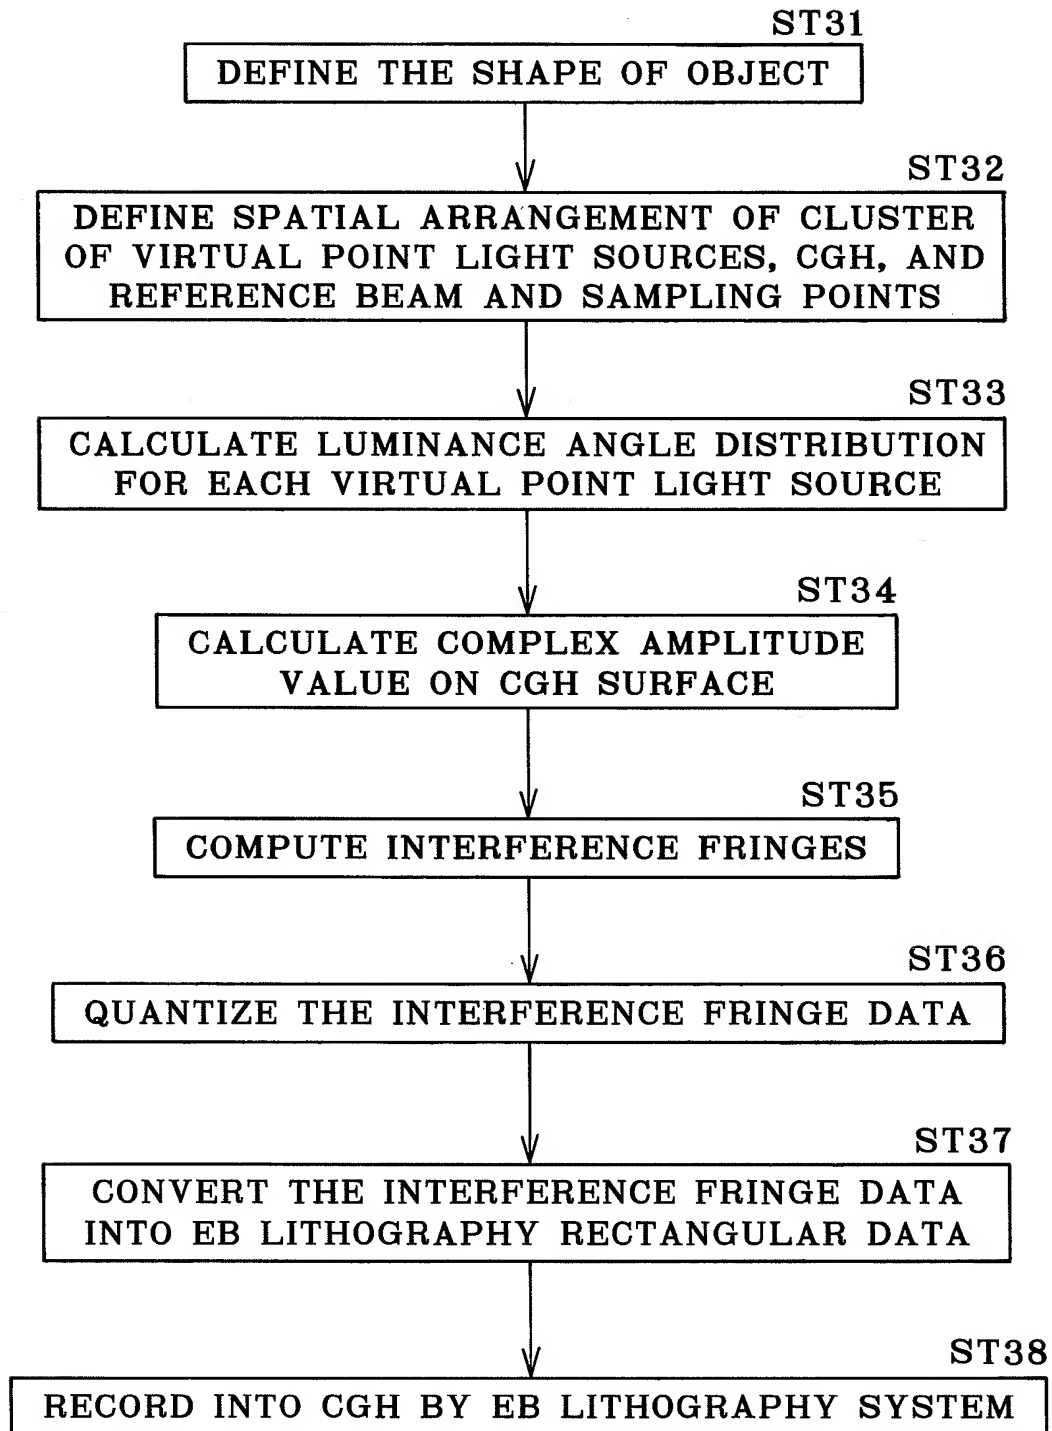 ST31
DEFINE THE SHAPE OF OBJECT
ST32
DEFINE SPATIAL ARRANGEMENT OF CLUSTER
OF VIRTUAL POINT LIGHT SOURCES, CGH, AND
REFERENCE BEAM AND SAMPLING POINTS
ST33
CALCULATE LUMINANCE ANGLE DISTRIBUTION
FOR EACH VIRTUAL POINT LIGHT SOURCE
ST34
CALCULATE COMPLEX AMPLITUDE
VALUE ON CGH SURFACE
ST35
COMPUTE INTERFERENCE FRINGES
ST36
QUANTIZE THE INTERFERENCE FRINGE DATA
ST37
CONVERT THE INTERFERENCE FRINGE DATA
INTO EB LITHOGRAPHY RECTANGULAR DATA
ST38
RECORD INTO CGH BY EB LITHOGRAPHY SYSTEM